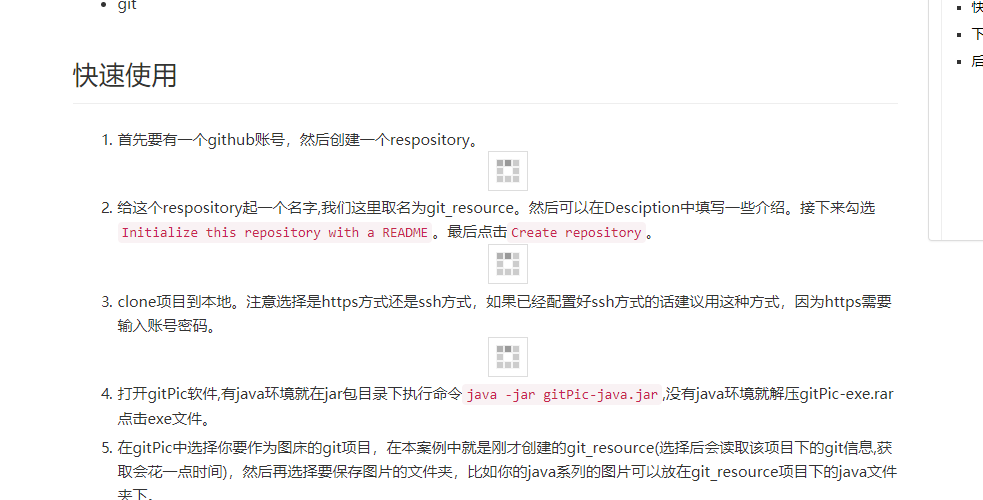 git
快
下
后
快速使用
1. 首先要有一个github账号，然后创建一个respository。
2. 给这个respository起一个名字,我们这里取名为git_resource。然后可以在Desciption中填写一些介绍。接下来勾选
Initialize this repository with a README。最后点击Create repository。
3. clone项目到本地。注意选择是https方式还是ssh方式，如果已经配置好ssh方式的话建议用这种方式，因为https需要
输入账号密码。
4. 打开gitPic软件,有java环境就在jar包目录下执行命令 java -jar gitPic-java.jar,没有java环境就解压gitPic-exe.rar
点击exe文件。
5. 在gitPic中选择你要作为图床的git项目，在本案例中就是刚才创建的git_resource(选择后会读取该项目下的git信息,获
取会花一点时间)，然后再选择要保存图片的文件夹，比如你的java系列的图片可以放在git_resource项目下的java文件
夹下。